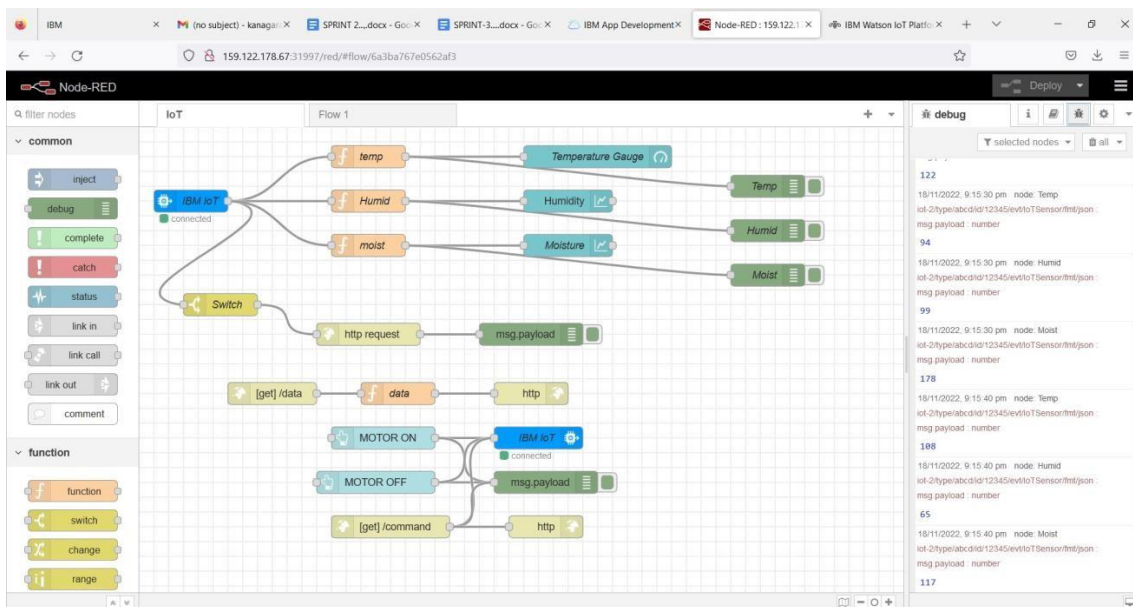 IBM
(no subject) - kanagar
SPRINT 2....docx - Goo
SPRINT-3....docx - Goo
IBM App Development
Node-RED : 159.122.1
IBM Watson IoT Platfo
159.122.178.67:31997/red/#flow/6a3ba767e0562af3
Node-RED
Deploy
filter nodes
common
inject
debug
complete
catch
status
link in
link call
link out
comment
function
function
switch
change
range
IoT
Flow 1
temp
Temperature Gauge
Temp
IBM IoT
connected
Humid
Humidity
Humid
moist
Moisture
Moist
Switch
http request
msg.payload
[get] /data
data
http
MOTOR ON
IBM IoT
connected
MOTOR OFF
msg.payload
[get] /command
http
debug
selected nodes
all
122
18/11/2022, 9:15:30 pm node: Temp
iot-2/type/abcd/id/12345/evt/IoTSensor/fmt/json :
msg.payload : number
94
18/11/2022, 9:15:30 pm node: Humid
iot-2/type/abcd/id/12345/evt/IoTSensor/fmt/json :
msg.payload : number
99
18/11/2022, 9:15:30 pm node: Moist
iot-2/type/abcd/id/12345/evt/IoTSensor/fmt/json :
msg.payload : number
178
18/11/2022, 9:15:40 pm node: Temp
iot-2/type/abcd/id/12345/evt/IoTSensor/fmt/json :
msg.payload : number
108
18/11/2022, 9:15:40 pm node: Humid
iot-2/type/abcd/id/12345/evt/IoTSensor/fmt/json :
msg.payload : number
65
18/11/2022, 9:15:40 pm node: Moist
iot-2/type/abcd/id/12345/evt/IoTSensor/fmt/json :
msg.payload : number
117